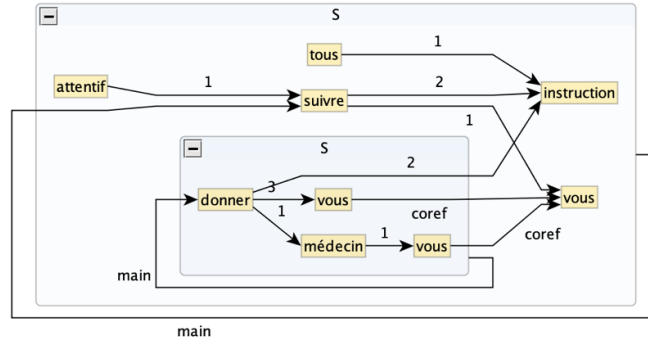 S
tous
1
attentif
1
suivre
2
instruction
1
S
2
donner
3
vous
coref
vous
1
médecin
1
vous
coref
main
main